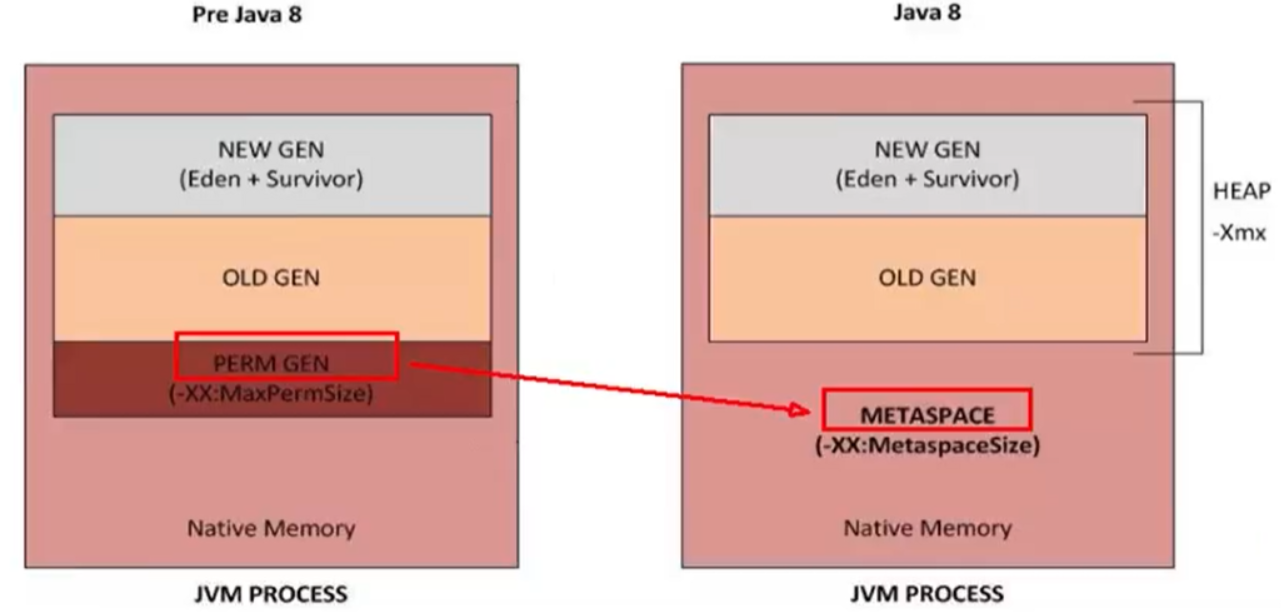 Pre Java 8
NEW GEN
(Eden + Survivor)
OLD GEN
PERM GEN
(-XX:MaxPermSize)
Native Memory
JVM PROCESS
Java 8
NEW GEN
(Eden + Survivor)
OLD GEN
HEAP
-Xmx
METASPACE
(-XX:MetaspaceSize)
Native Memory
JVM PROCESS